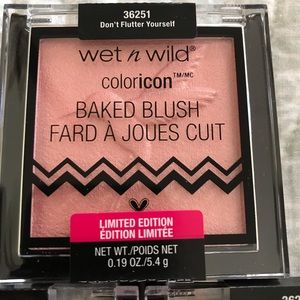 36251
Don't Flutter Yourself
wet n wild®
coloricon™/MC
BAKED BLUSH
FARD À JOUES CUIT
LIMITED EDITION
ÉDITION LIMITÉE
NET WT./POIDS NET
0.19 OZ./5.4 g